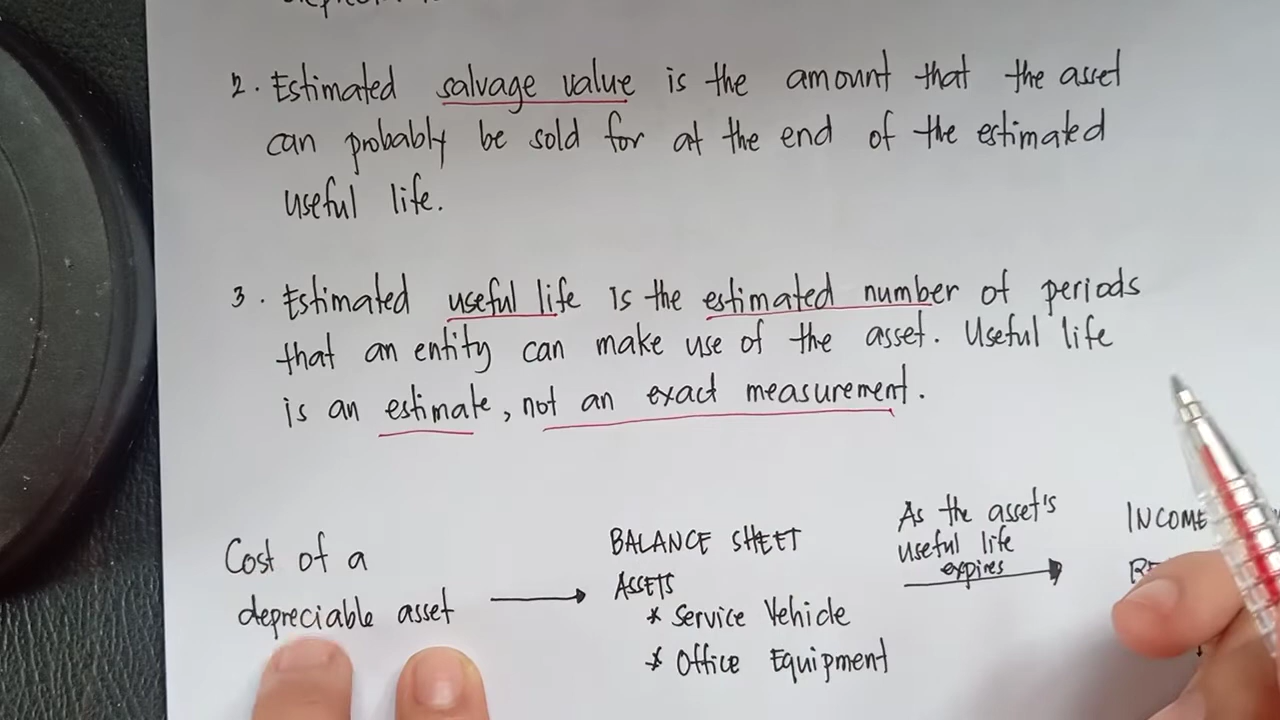 2. Estimated salvage value is the amount that the asset
can probably be sold for at the end of the estimated
useful life.
3. Estimated useful life is the estimated number of periods
that an entity can make use of the asset. Useful life
is an estimate, not an exact measurement.
Cost of a
depreciable asset
BALANCE SHEET
ASSETS
* Service Vehicle
* Office Equipment
As the asset's
useful life
expires
INCOME